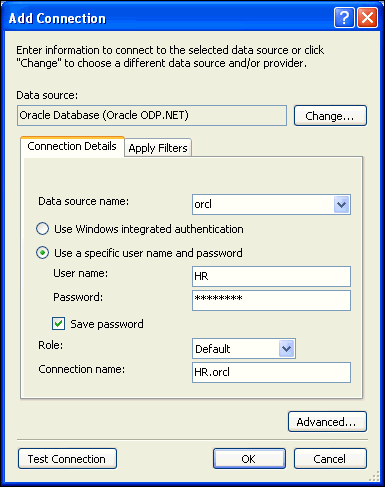 Add Connection
Enter information to connect to the selected data source or click
"Change" to choose a different data source and/or provider.
Data source:
Oracle Database (Oracle ODP.NET)
Change...
Connection Details
Apply Filters
Data source name:
orcl
Use Windows integrated authentication
Use a specific user name and password
User name:
HR
Password:
********
Save password
Role:
Default
Connection name:
HR.orcl
Advanced...
Test Connection
OK
Cancel